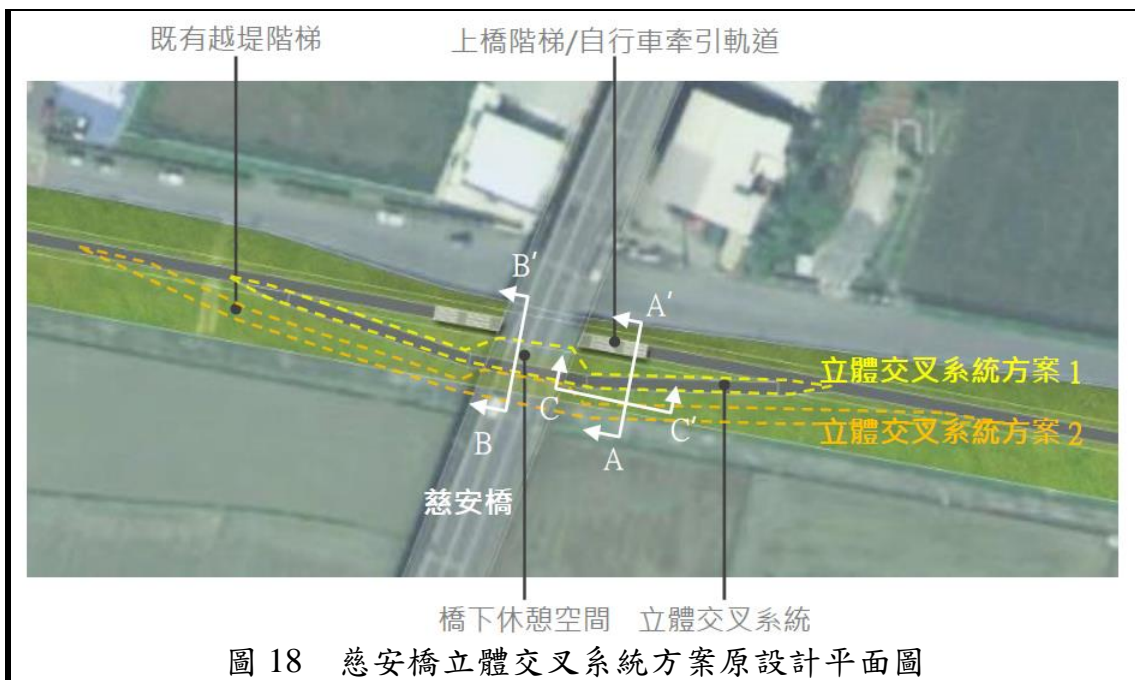 既有越堤階梯
上橋階梯/自行車牽引軌道
B'
A'
立體交叉系統方案 1
C
C'
立體交叉系統方案 2
B
A
慈安橋
橋下休憩空間
立體交叉系統
圖 18 慈安橋立體交叉系統方案原設計平面圖